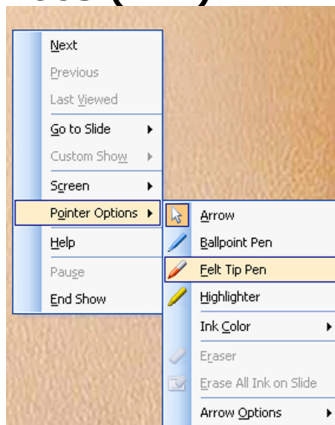 Next
Previous
Last Viewed
Go to Slide
Custom Show
Screen
Pointer Options
Help
Pause
End Show
Arrow
Ballpoint Pen
Felt Tip Pen
Highlighter
Ink Color
Eraser
Erase All Ink on Slide
Arrow Options